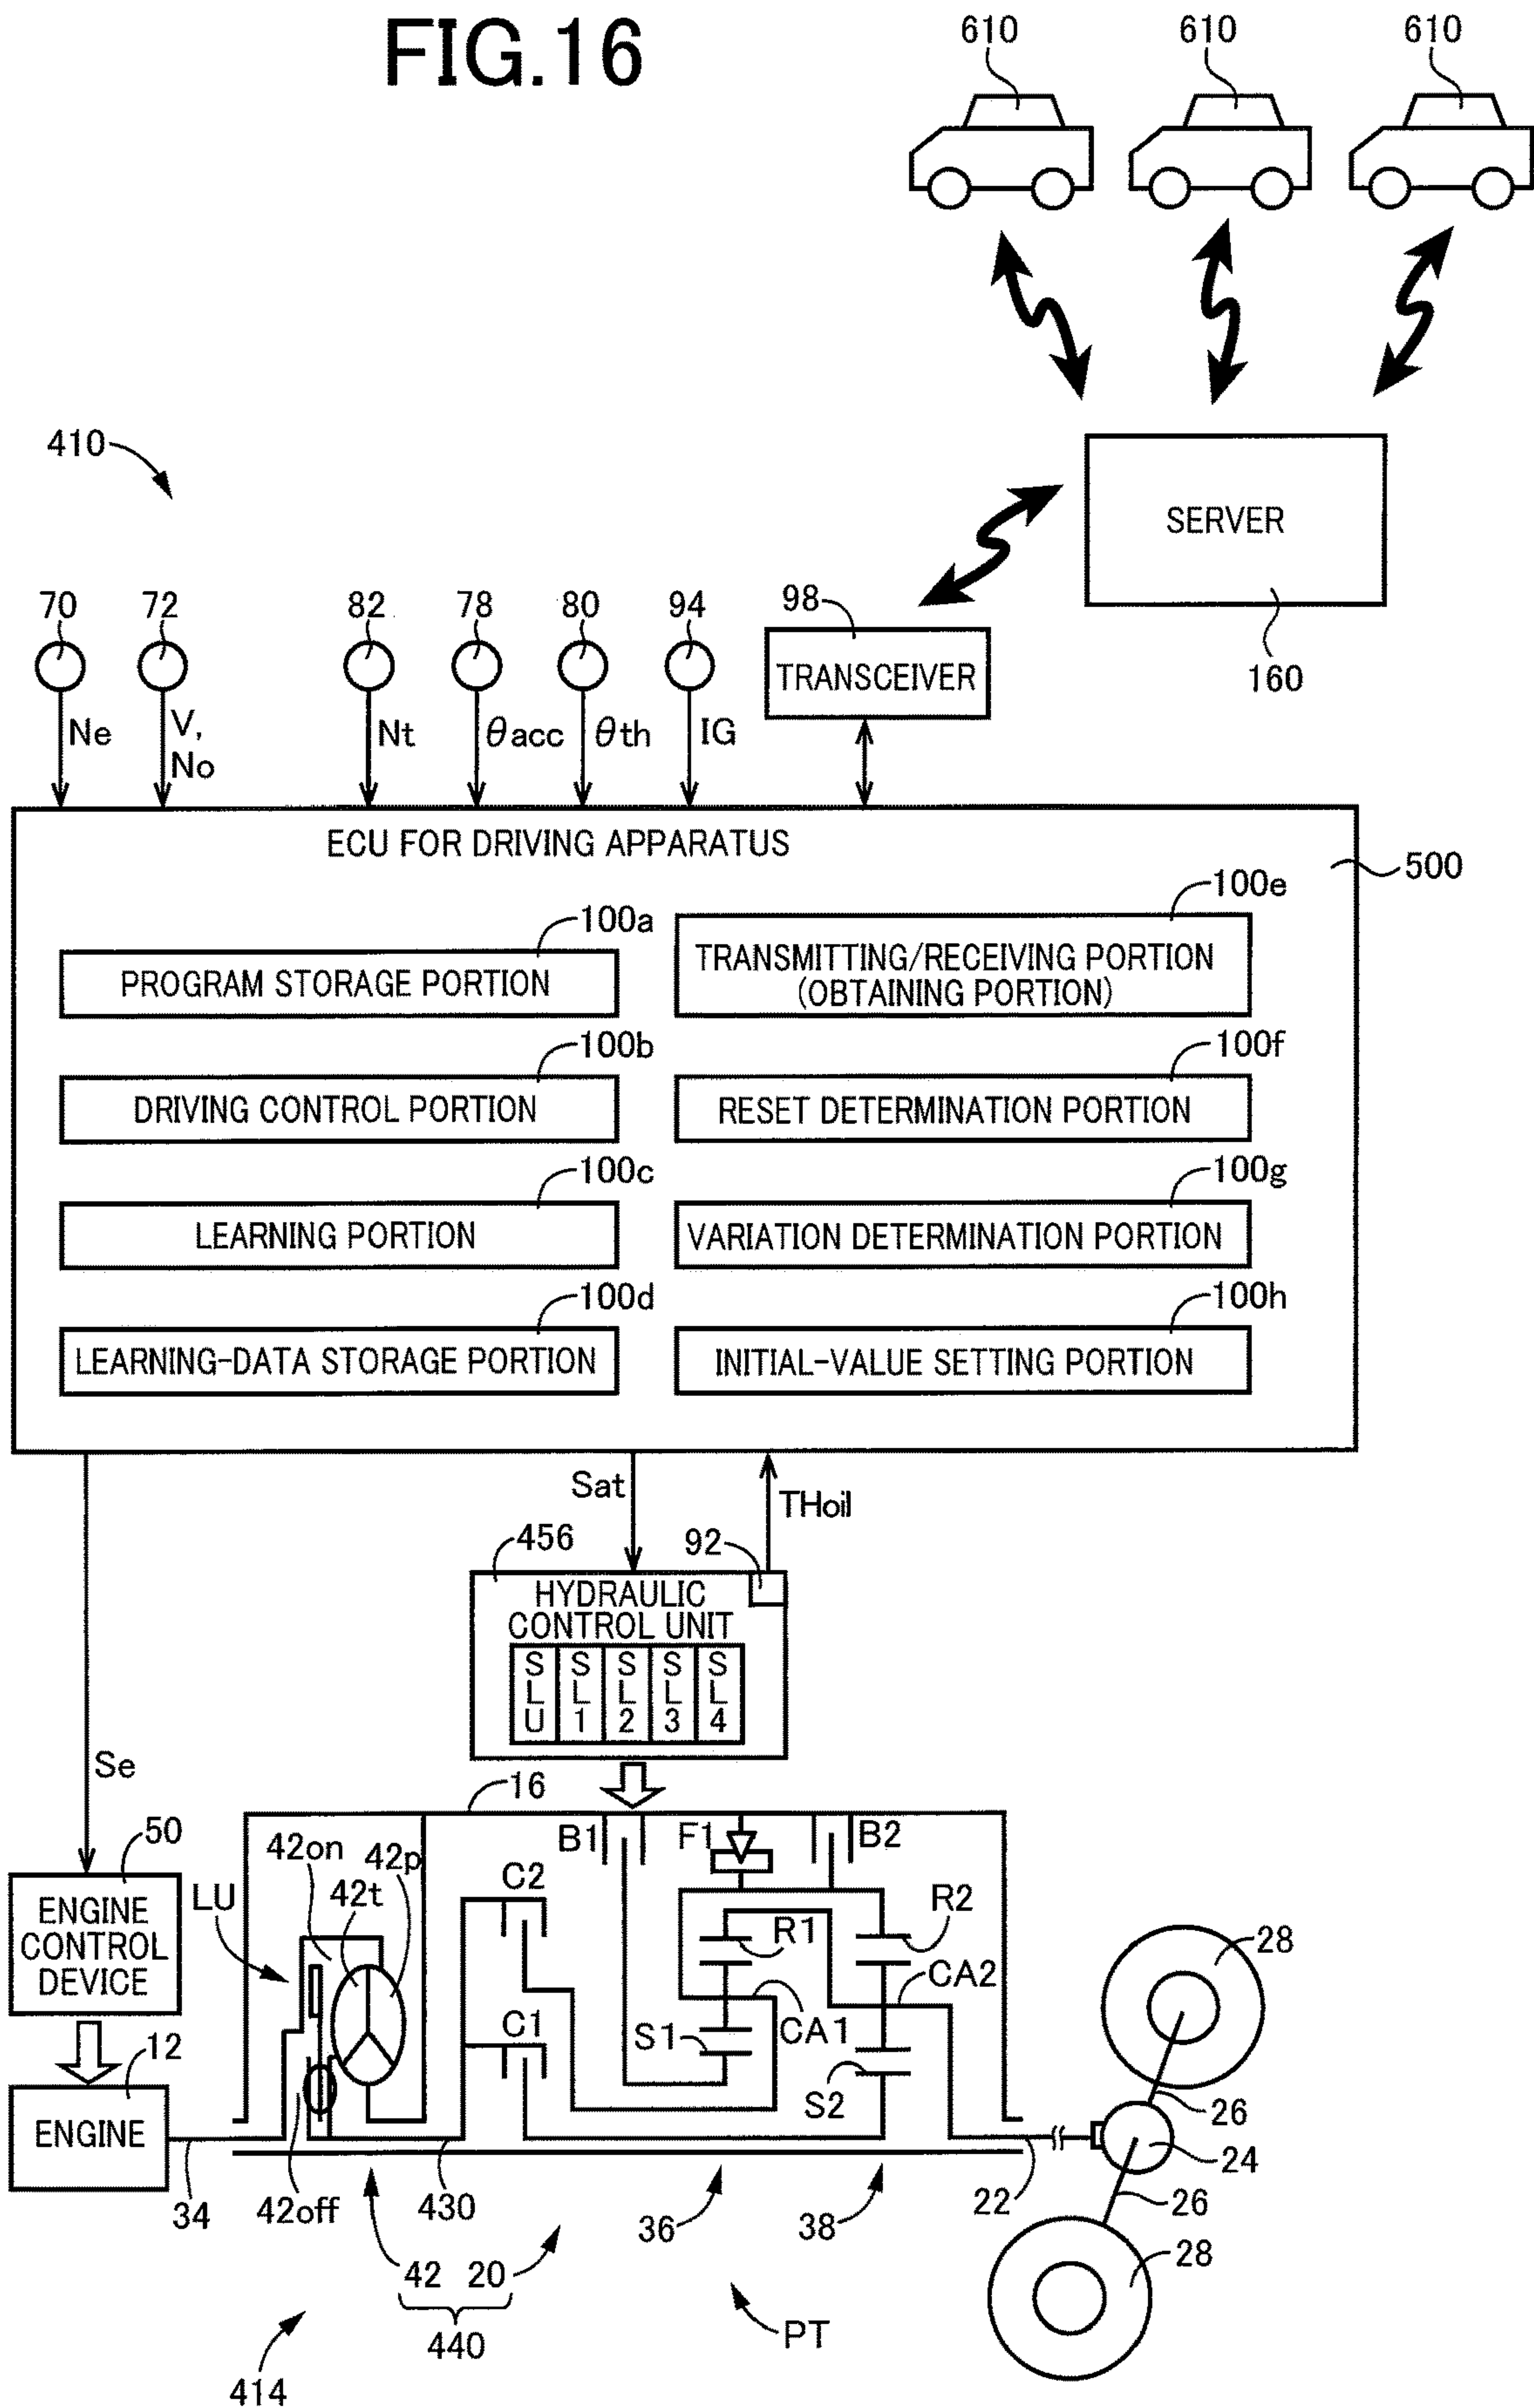 FIG.16
610 610 610
410
SERVER
160
70 72 82 78 80 94 98
TRANSCEIVER
Ne
V,
No
Nt
θacc
θth
IG
ECU FOR DRIVING APPARATUS
500
100a
PROGRAM STORAGE PORTION
100e
TRANSMITTING/RECEIVING PORTION
(OBTAINING PORTION)
100b
DRIVING CONTROL PORTION
100f
RESET DETERMINATION PORTION
100c
LEARNING PORTION
100g
VARIATION DETERMINATION PORTION
100d
LEARNING-DATA STORAGE PORTION
100h
INITIAL-VALUE SETTING PORTION
Sat
THoil
456
92
HYDRAULIC
CONTROL UNIT
SLU SL1 SL2 SL3 SL4
Se
16
50
ENGINE
CONTROL
DEVICE
42on
42t
42p
LU
B1
F1
B2
C2
R1
R2
CA2
C1
S1
CA1
S2
28
12
ENGINE
26
24
34
42off
430
36
38
22
26
28
42 20
440
PT
414